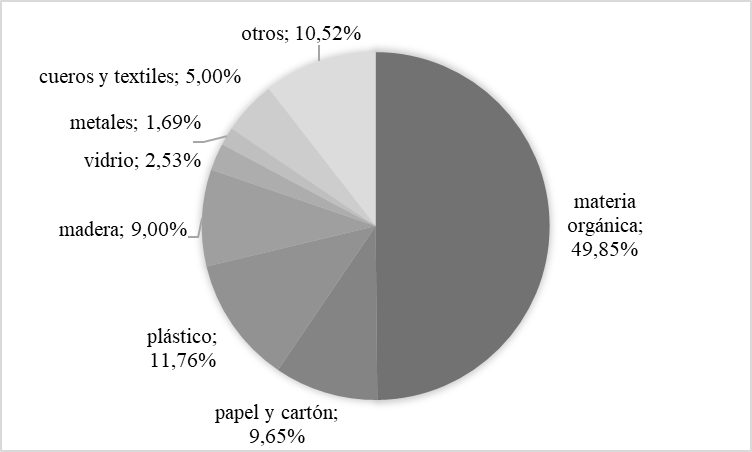 otros; 10,52%
cueros y textiles; 5,00%
metales; 1,69%
vidrio; 2,53%
madera; 9,00%
plástico;
11,76%
papel y cartón;
9,65%
materia
orgánica;
49,85%